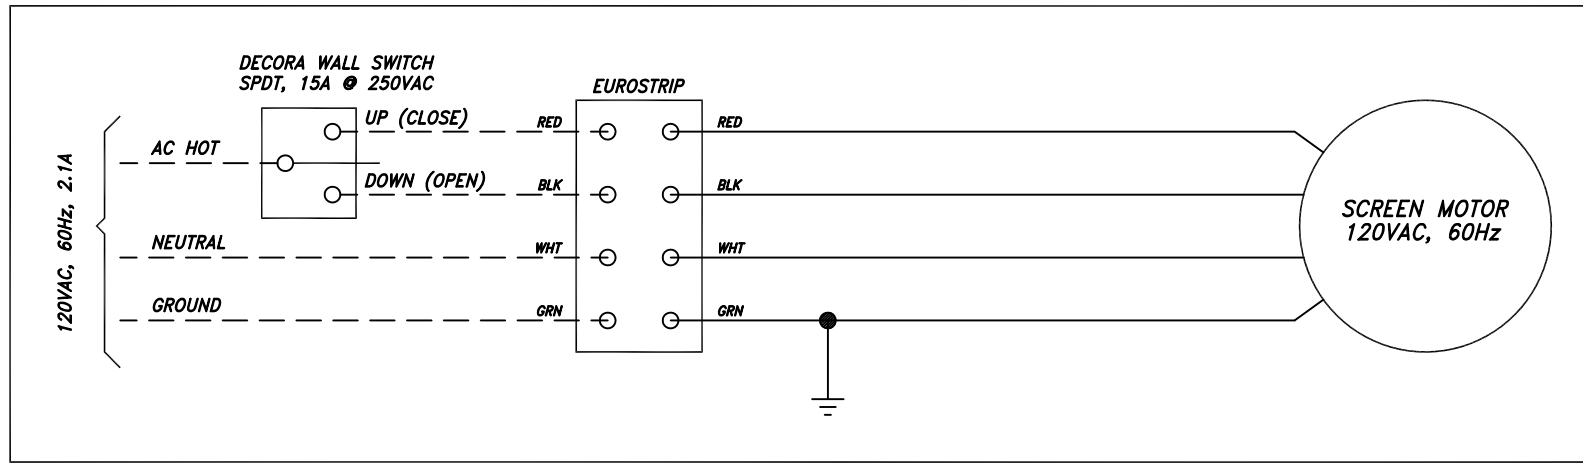 DECORA WALL SWITCH
SPDT, 15A @ 250VAC
EUROSTRIP
UP (CLOSE)
RED
RED
AC HOT
DOWN (OPEN)
BLK
BLK
120VAC, 60Hz, 2.1A
SCREEN MOTOR
120VAC, 60Hz
NEUTRAL
WHT
WHT
GROUND
GRN
GRN